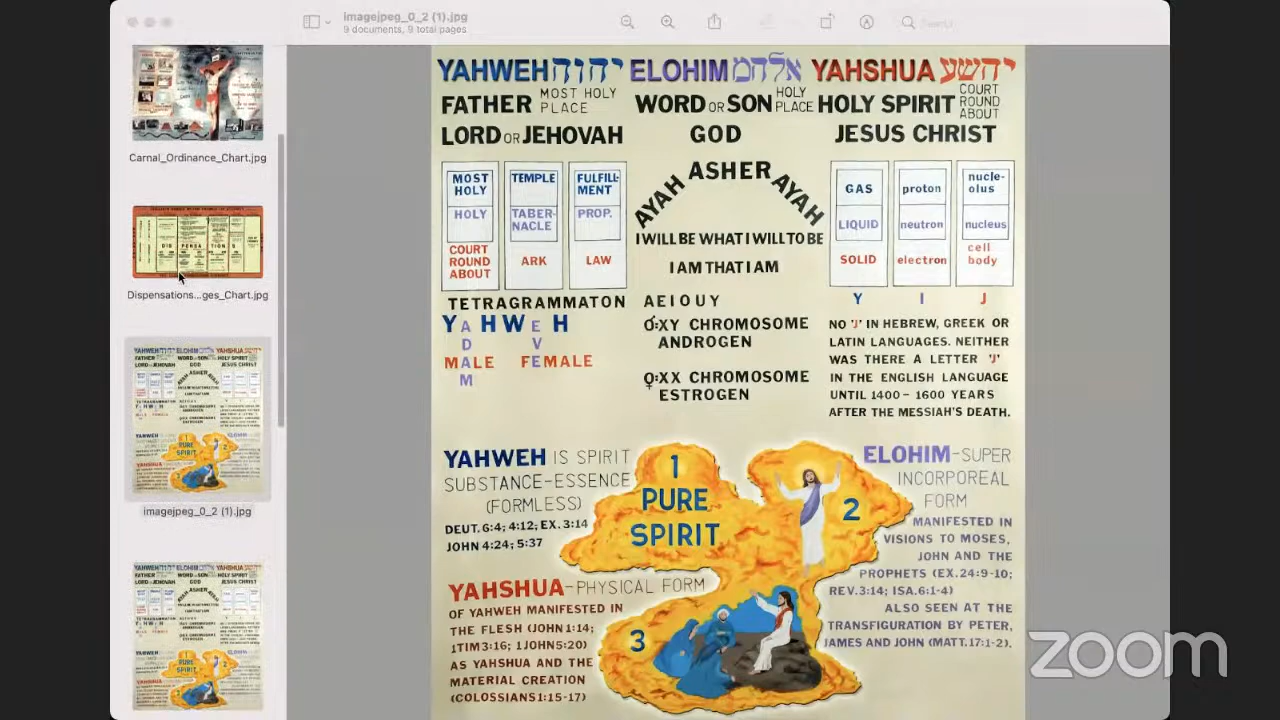 imagejpeg_0_2 (1).jpg
9 documents, 9 total pages
Search
Carnal_Ordinance_Chart.jpg
Dispensations...ges_Chart.jpg
imagejpeg_0_2 (1).jpg
YAHWEH יהוה ELOHIM אלהמ YAHSHUA יהשע
FATHER MOST HOLY PLACE WORD OR SON HOLY PLACE HOLY SPIRIT COURT ROUND ABOUT
LORD OR JEHOVAH GOD JESUS CHRIST
MOST HOLY TEMPLE FULFILL-MENT
HOLY TABER-NACLE PROP.
COURT ROUND ABOUT ARK LAW
AYAH ASHER AYAH
I WILL BE WHAT I WILL TO BE
I AM THAT I AM
GAS proton nucle-olus
LIQUID neutron nucleus
SOLID electron cell body
Y I J
TETRAGRAMMATON
YAHWEH
D V
MALE FEMALE
M
A E I O U Y
♂:XY CHROMOSOME
ANDROGEN
♀:XX CHROMOSOME
ESTROGEN
NO 'J' IN HEBREW, GREEK OR
LATIN LANGUAGES. NEITHER
WAS THERE A LETTER 'J'
IN THE ENGLISH LANGUAGE
UNTIL 1400 - 1600 YEARS
AFTER THE MESSIAH'S DEATH.
YAHWEH IS SPIRIT
SUBSTANCE-ESSENCE
(FORMLESS)
DEUT. 6:4; 4:12; EX. 3:14
JOHN 4:24; 5:37
1
PURE
SPIRIT
2
ELOHIM-SUPER
INCORPOREAL
FORM
MANIFESTED IN
VISIONS TO MOSES,
JOHN AND THE
PROPHETS (EX. 24:9-10;
REV. 3:14; ISA. 6:1-4)
ALSO SEEN AT THE
TRANSFIGURATION BY PETER,
JAMES AND JOHN (MATT. 17:1-2).
YAHSHUA-PHYSICAL FORM
OF YAHWEH MANIFESTED IN
THE FLESH (JOHN 1:
1TIM 3:16; 1JOHN 5:20)
AS YAHSHUA AND THE
MATERIAL CREATION
(COLOSSIANS 1:15-17)
3
zoom